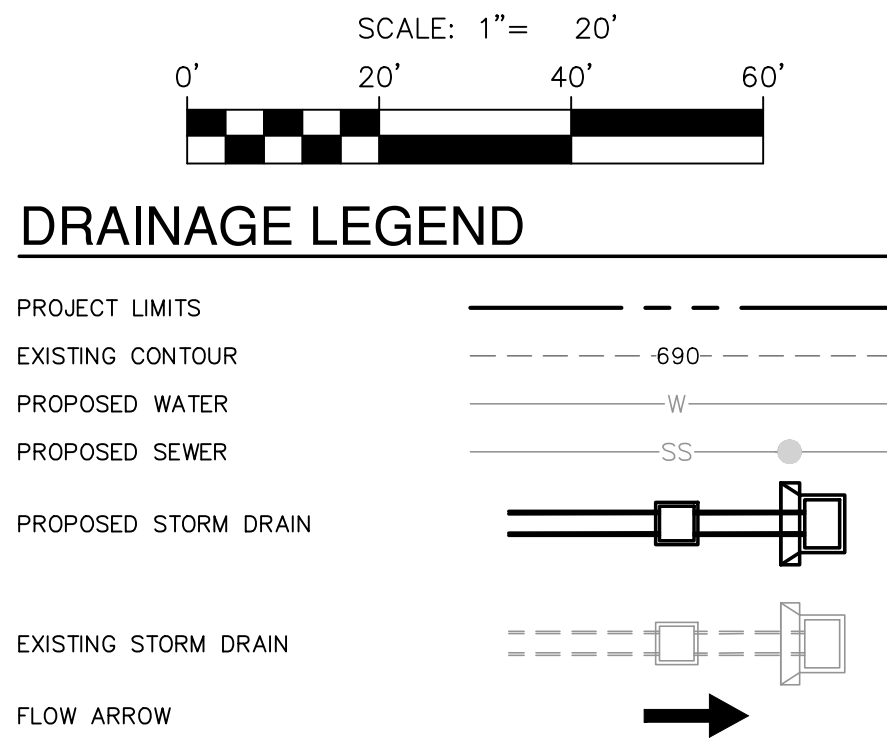 SCALE: 1”= 20’
0’ 20’ 40’ 60’
DRAINAGE LEGEND
PROJECT LIMITS
EXISTING CONTOUR 690
PROPOSED WATER W
PROPOSED SEWER SS
PROPOSED STORM DRAIN
EXISTING STORM DRAIN
FLOW ARROW